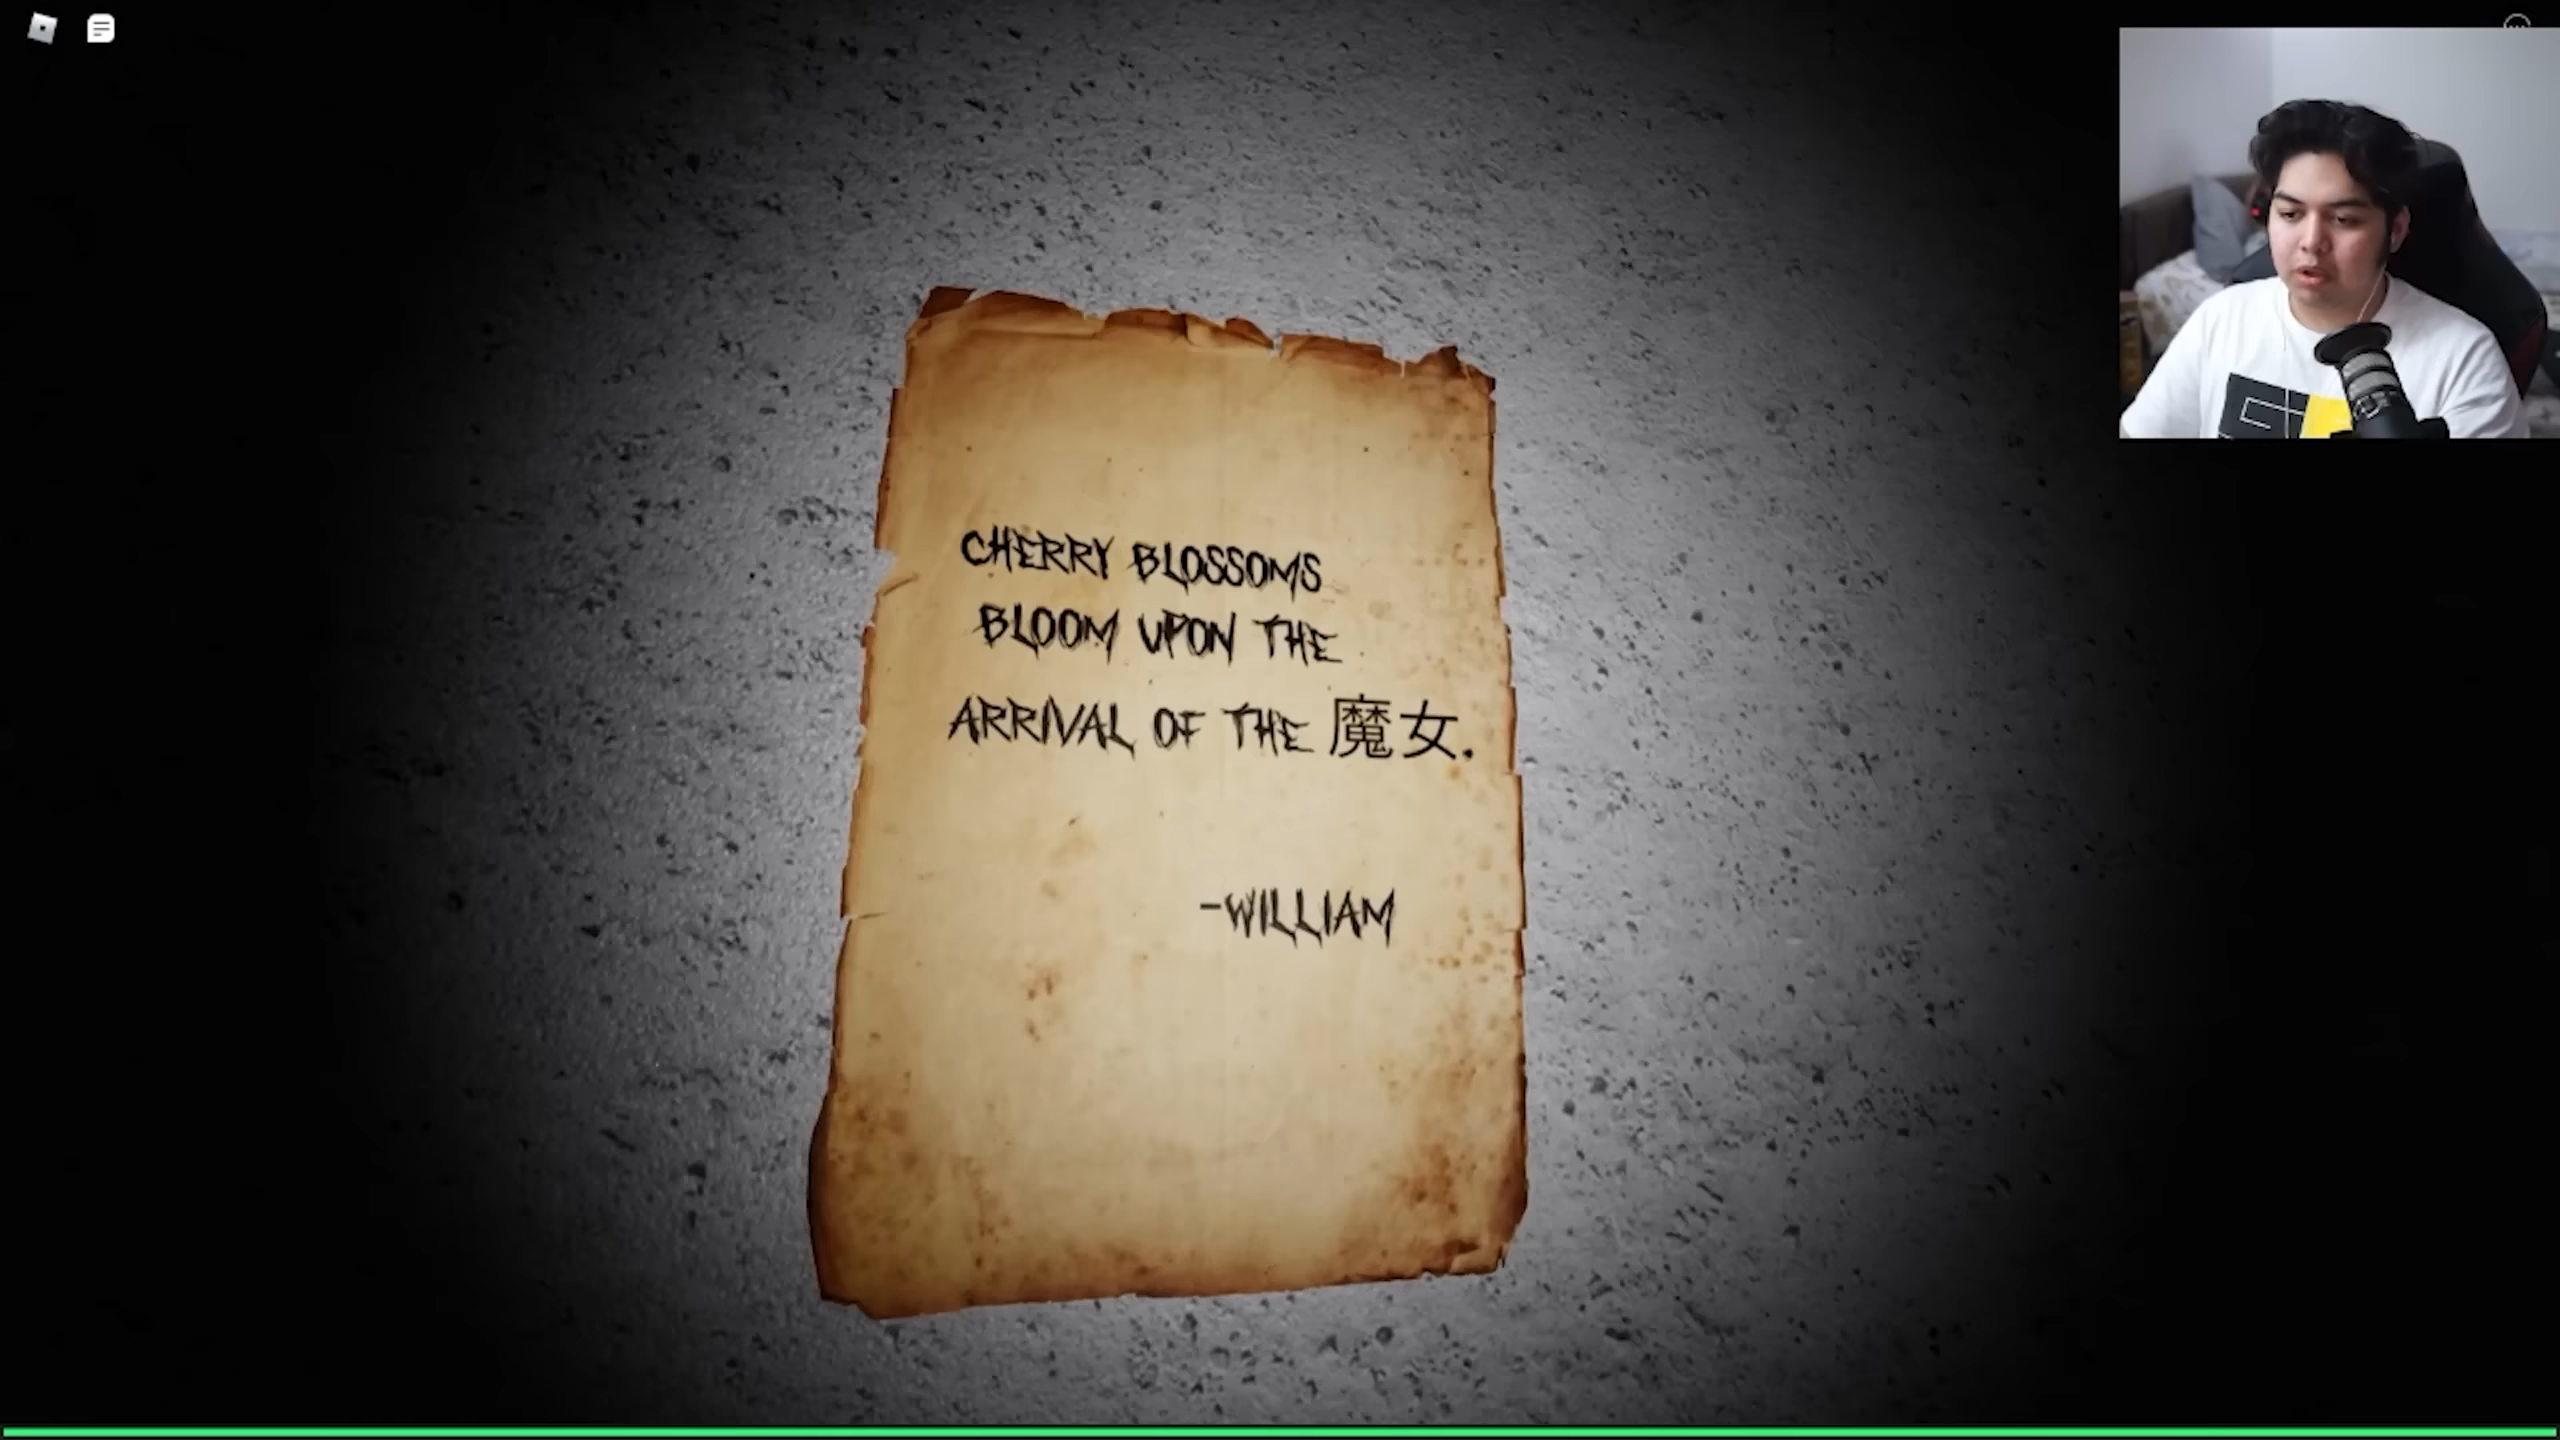 CHERRY BLOSSOMS
BLOOM UPON THE
ARRIVAL OF THE 魔女.
-WILLIAM